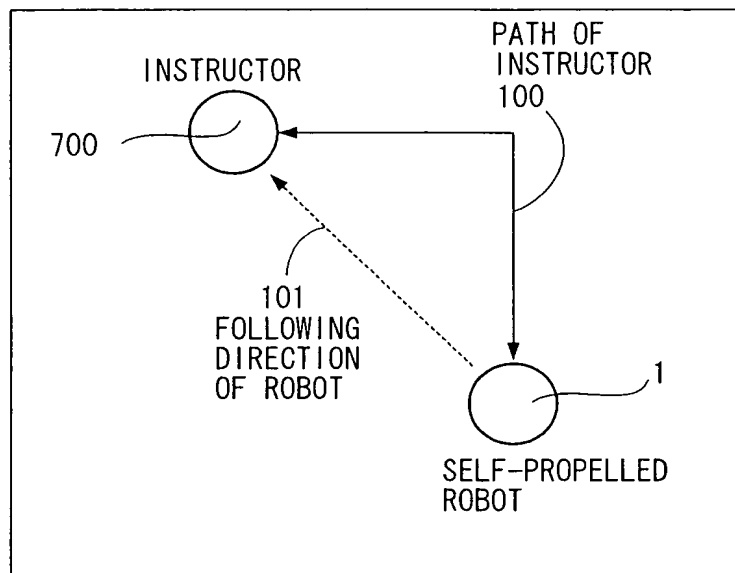 PATH OF
INSTRUCTOR
100
INSTRUCTOR
700
101
FOLLOWING
DIRECTION
OF ROBOT
1
SELF-PROPELLED
ROBOT